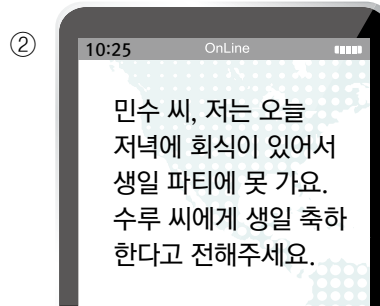 ②
10:25 OnLine
민수 씨, 저는 오늘
저녁에 회식이 있어서
생일 파티에 못 가요.
수루 씨에게 생일 축하
한다고 전해주세요.